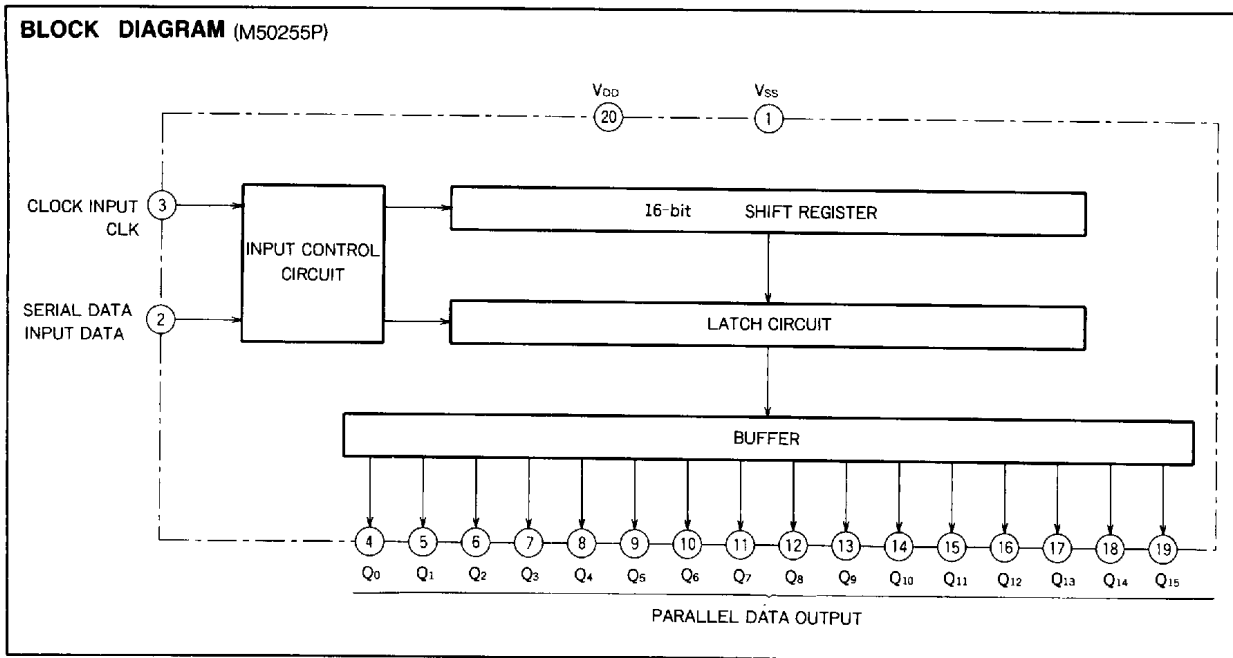 BLOCK DIAGRAM (M50255P)
VDD
VSS
20
1
CLOCK INPUT
CLK
3
SERIAL DATA
INPUT DATA
2
INPUT CONTROL
CIRCUIT
16-bit SHIFT REGISTER
LATCH CIRCUIT
BUFFER
4 5 6 7 8 9 10 11 12 13 14 15 16 17 18 19
Q0 Q1 Q2 Q3 Q4 Q5 Q6 Q7 Q8 Q9 Q10 Q11 Q12 Q13 Q14 Q15
PARALLEL DATA OUTPUT